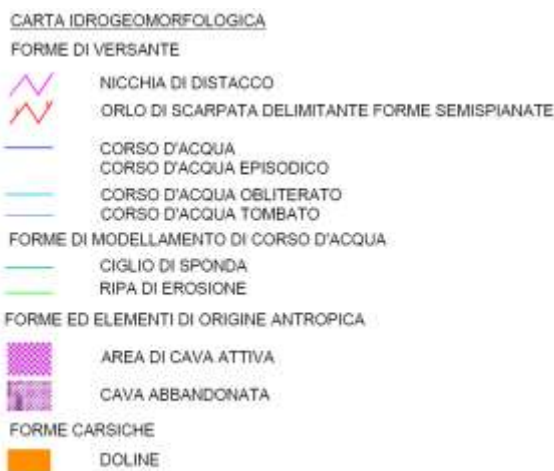 CARTA IDROGEOMORFOLOGICA
FORME DI VERSANTE
NICCHIA DI DISTACCO
ORLO DI SCARPATA DELIMITANTE FORME SEMISPIANATE
CORSO D'ACQUA
CORSO D'ACQUA EPISODICO
CORSO D'ACQUA OBLITERATO
CORSO D'ACQUA TOMBATO
FORME DI MODELLAMENTO DI CORSO D'ACQUA
CIGLIO DI SPONDA
RIPA DI EROSIONE
FORME ED ELEMENTI DI ORIGINE ANTROPICA
AREA DI CAVA ATTIVA
CAVA ABBANDONATA
FORME CARSICHE
DOLINE